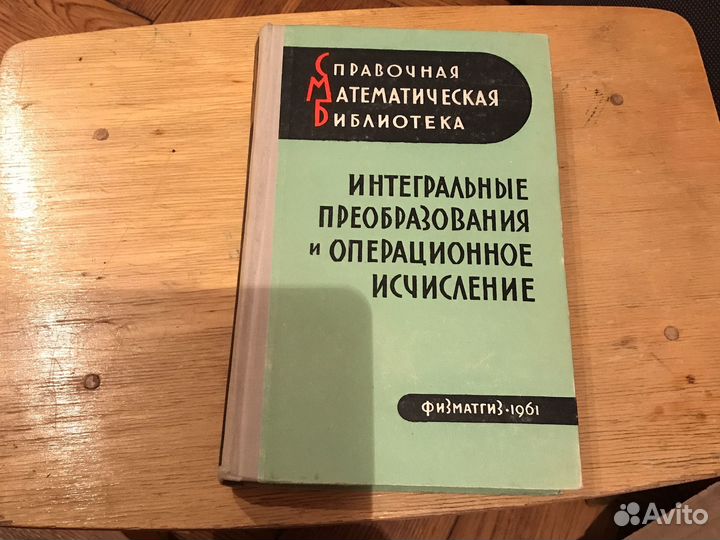 СПРАВОЧНАЯ
МАТЕМАТИЧЕСКАЯ
БИБЛИОТЕКА
ИНТЕГРАЛЬНЫЕ
ПРЕОБРАЗОВАНИЯ
и ОПЕРАЦИОННОЕ
ИСЧИСЛЕНИЕ
ФИЗМАТГИЗ·1961
Avito